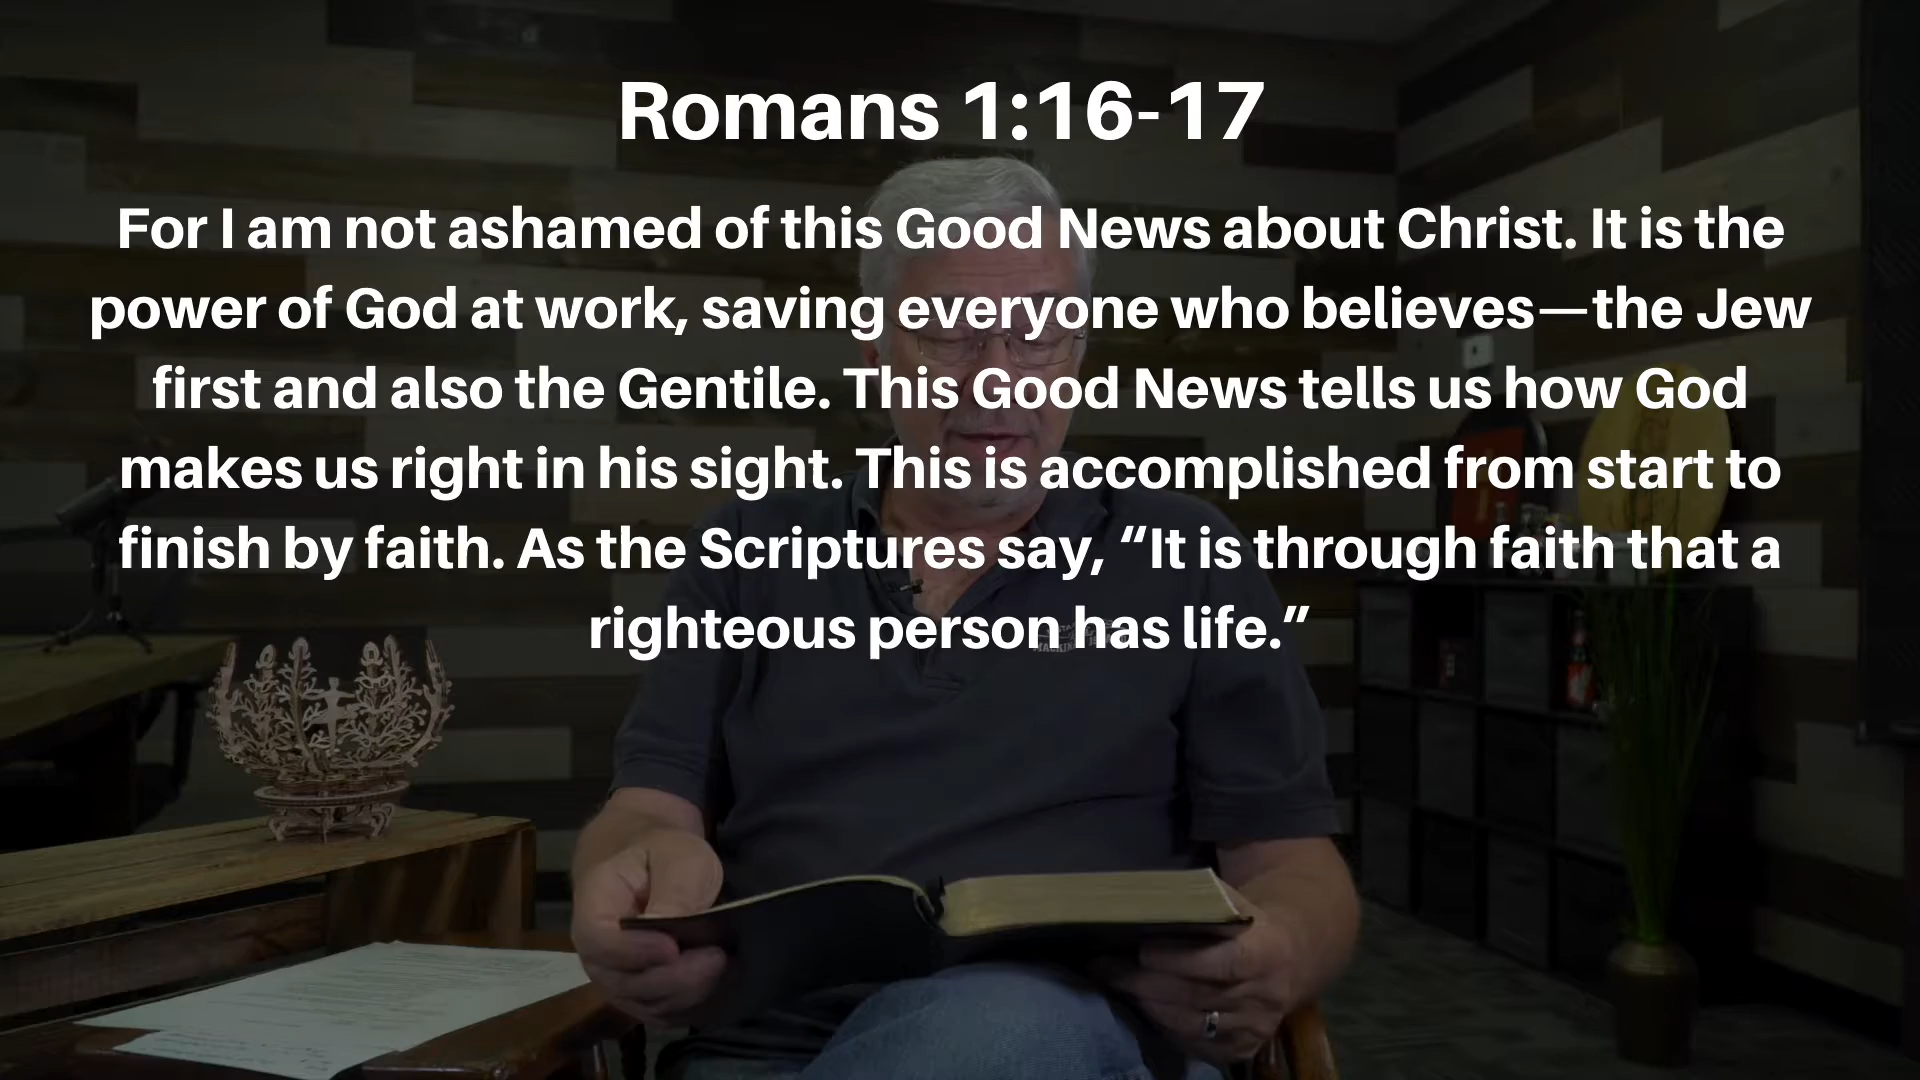 Romans 1:16-17
For I am not ashamed of this Good News about Christ. It is the
power of God at work, saving everyone who believes—the Jew
first and also the Gentile. This Good News tells us how God
makes us right in his sight. This is accomplished from start to
finish by faith. As the Scriptures say, “It is through faith that a
righteous person has life.”